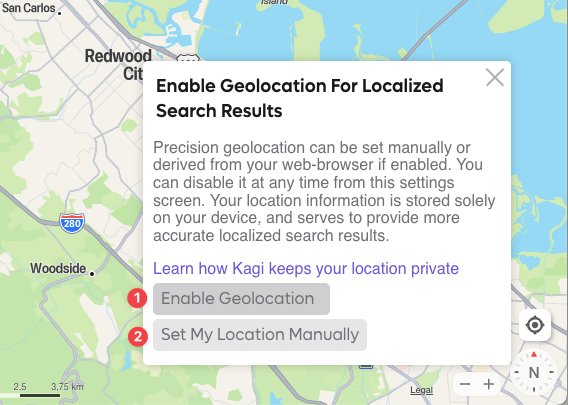 San Carlos
Island
Redwood
City
Enable Geolocation For Localized
Search Results
Precision geolocation can be set manually or
derived from your web-browser if enabled. You
can disable it at any time from this settings
screen. Your location information is stored solely
on your device, and serves to provide more
accurate localized search results.
280
Woodside
Learn how Kagi keeps your location private
1 Enable Geolocation
2 Set My Location Manually
N
2.5 3,75 km
Legal
− +